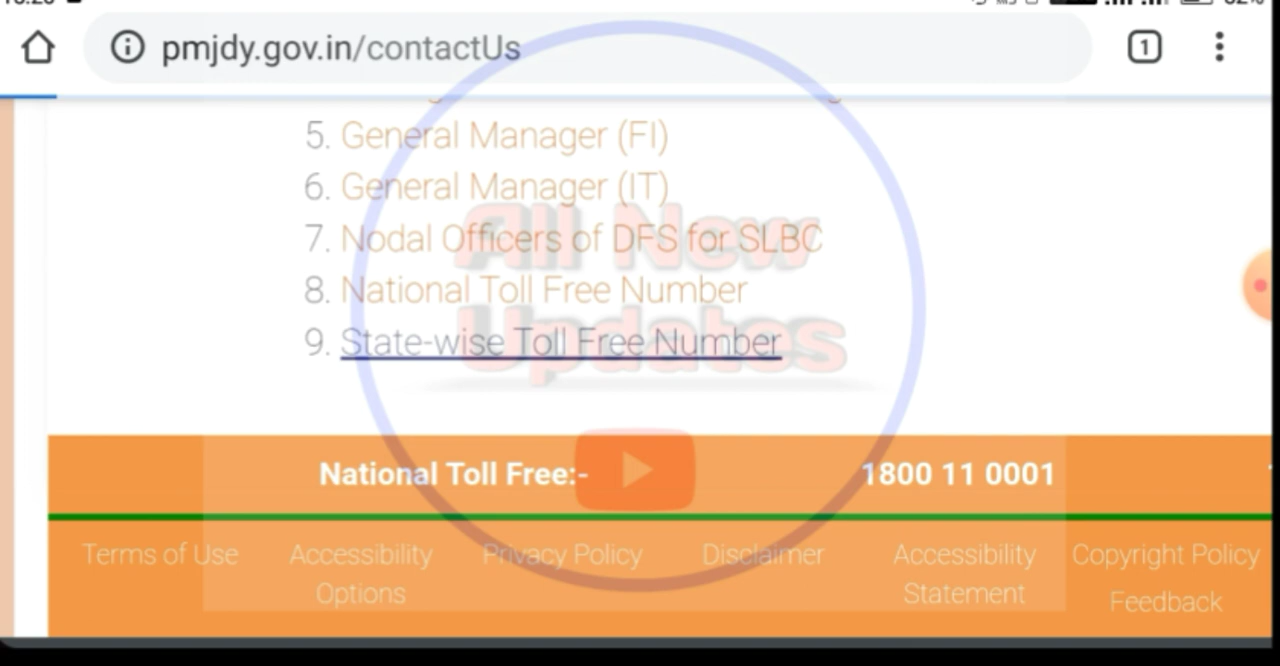 1
pmjdy.gov.in/contactUs
5. General Manager (FI)
6. General Manager (IT)
7. Nodal Officers of DFS for SLBC
8. National Toll Free Number
9. State-wise Toll Free Number
All New
Updates
National Toll Free:- 1800 11 0001
Terms of Use Accessibility Options Privacy Policy Disclaimer Accessibility Statement Copyright Policy
Feedback